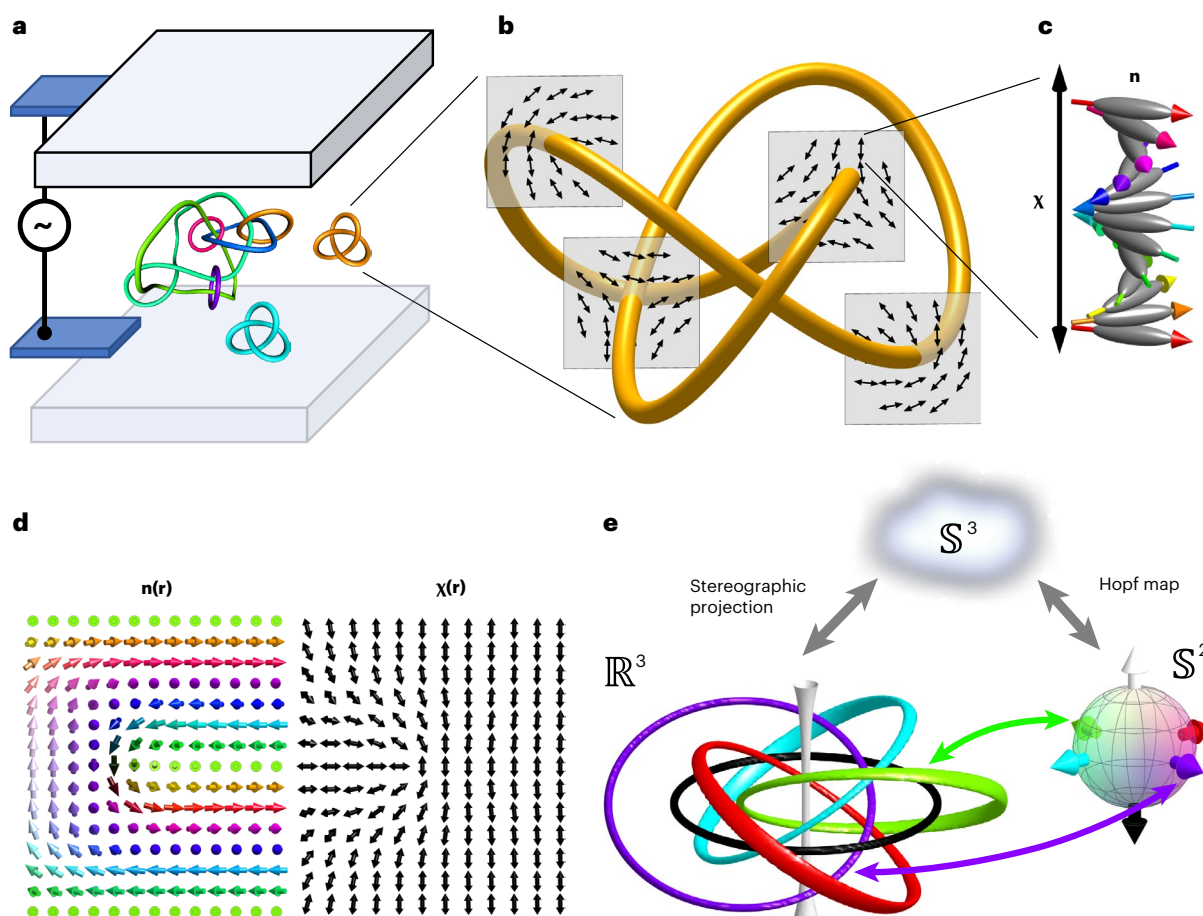 a
b
c
n
~
χ
d
e
n(r)
χ(r)
𝕊³
Stereographic
projection
Hopf map
ℝ³
𝕊²